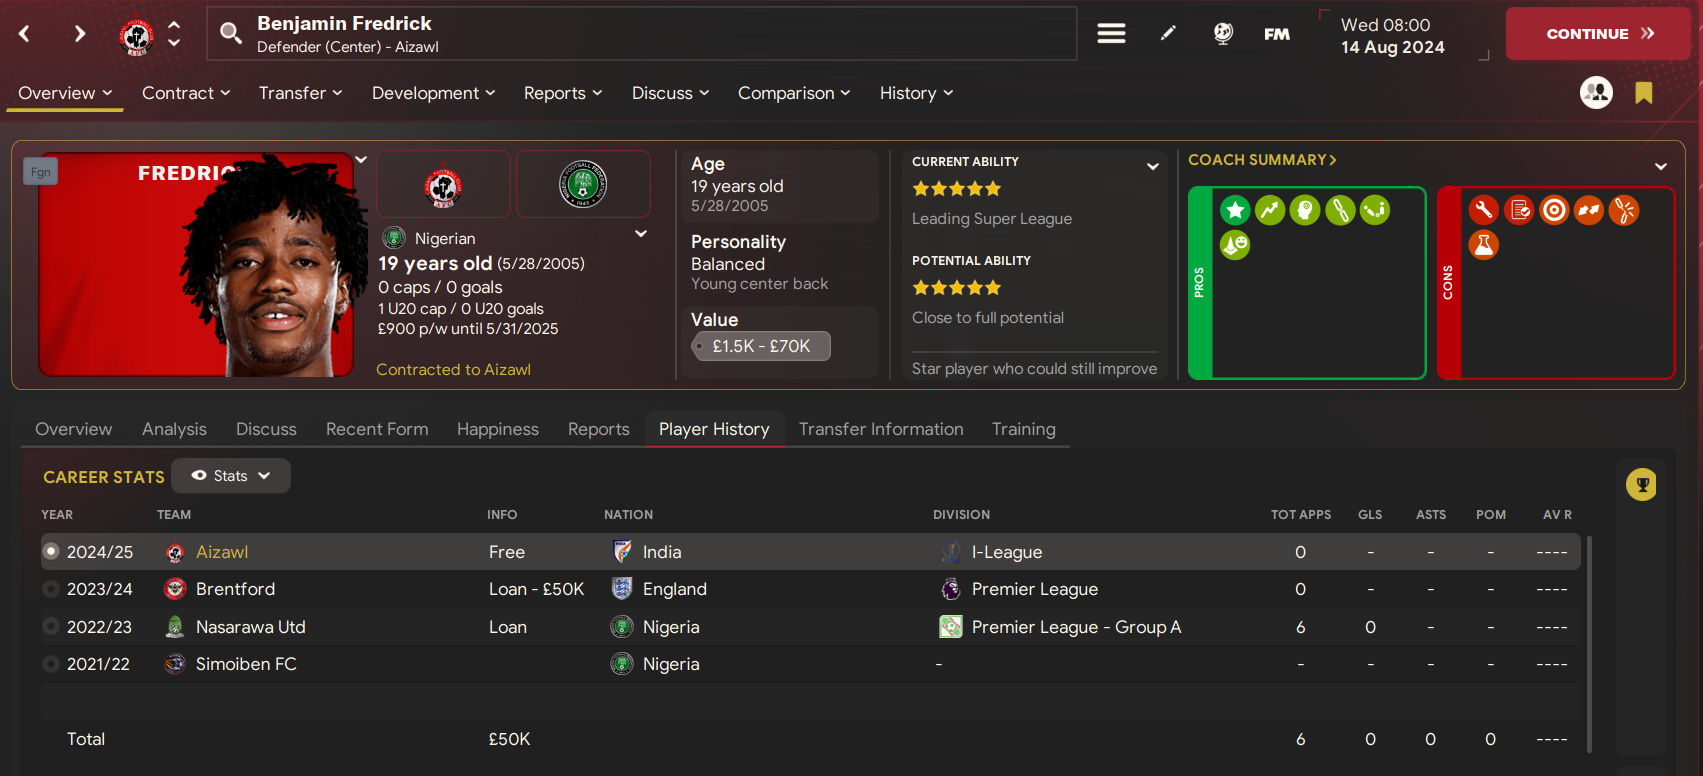 Benjamin Fredrick
Defender (Center) - Aizawl
FM
Wed 08:00
14 Aug 2024
CONTINUE
Overview
Contract
Transfer
Development
Reports
Discuss
Comparison
History
Fgn
FREDRIC
Nigerian
19 years old (5/28/2005)
0 caps / 0 goals
1 U20 cap / 0 U20 goals
£900 p/w until 5/31/2025
Contracted to Aizawl
Age
19 years old
5/28/2005
Personality
Balanced
Young center back
Value
£1.5K - £70K
CURRENT ABILITY
Leading Super League
POTENTIAL ABILITY
Close to full potential
Star player who could still improve
COACH SUMMARY
PROS
CONS
Overview
Analysis
Discuss
Recent Form
Happiness
Reports
Player History
Transfer Information
Training
CAREER STATS
Stats
YEAR TEAM INFO NATION DIVISION TOT APPS GLS ASTS POM AV R
2024/25 Aizawl Free India I-League 0 - - - ----
2023/24 Brentford Loan - £50K England Premier League 0 - - - ----
2022/23 Nasarawa Utd Loan Nigeria Premier League - Group A 6 0 - - ----
2021/22 Simoiben FC Nigeria - - - - - ----
Total £50K 6 0 0 0 ----